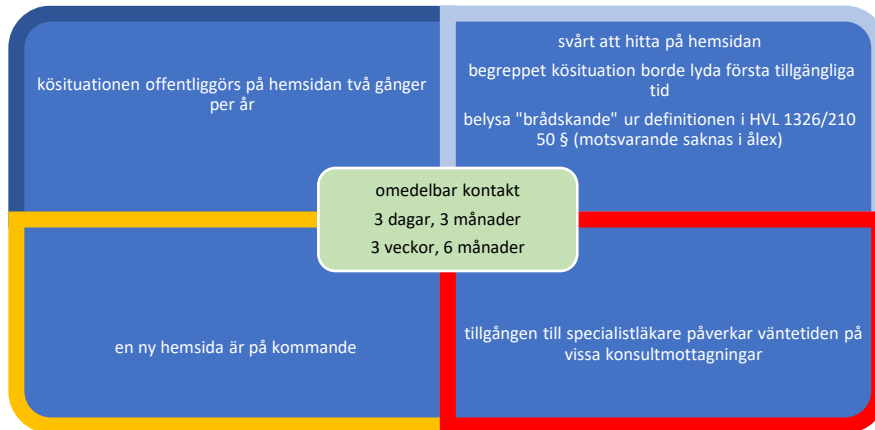 kösituationen offentliggörs på hemsidan två gånger
per år
svårt att hitta på hemsidan
begreppet kösituation borde lyda första tillgängliga
tid
belysa "brådskande" ur definitionen i HVL 1326/210
50 § (motsvarande saknas i ålex)
omedelbar kontakt
3 dagar, 3 månader
3 veckor, 6 månader
en ny hemsida är på kommande
tillgången till specialistläkare påverkar väntetiden på
vissa konsultmottagningar